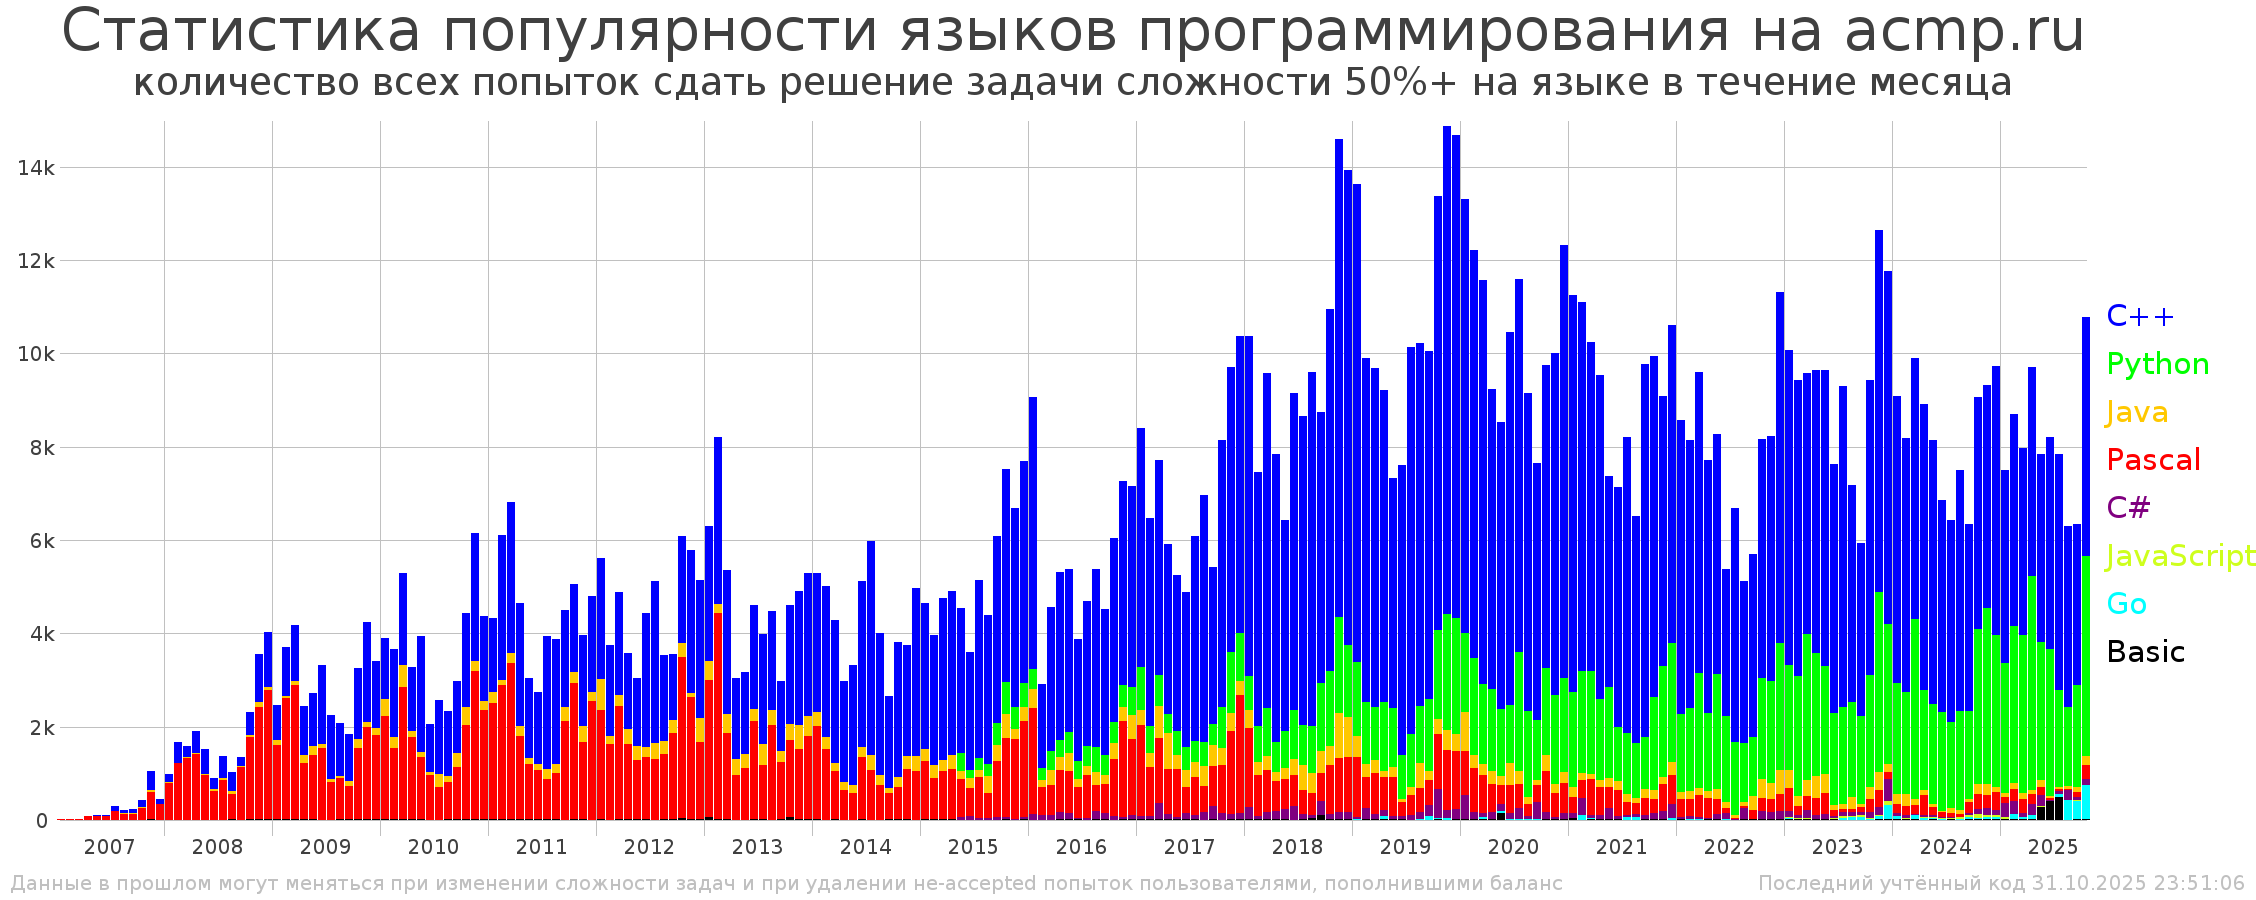 Статистика популярности языков программирования на acmp.ru
количество всех попыток сдать решение задачи сложности 50%+ на языке в течение месяца
14k
12k
10k
8k
6k
4k
2k
0
C++
Python
Java
Pascal
C#
JavaScript
Go
Basic
2007 2008 2009 2010 2011 2012 2013 2014 2015 2016 2017 2018 2019 2020 2021 2022 2023 2024 2025
Данные в прошлом могут меняться при изменении сложности задач и при удалении не-accepted попыток пользователями, пополнившими баланс
Последний учтённый код 31.10.2025 23:51:06